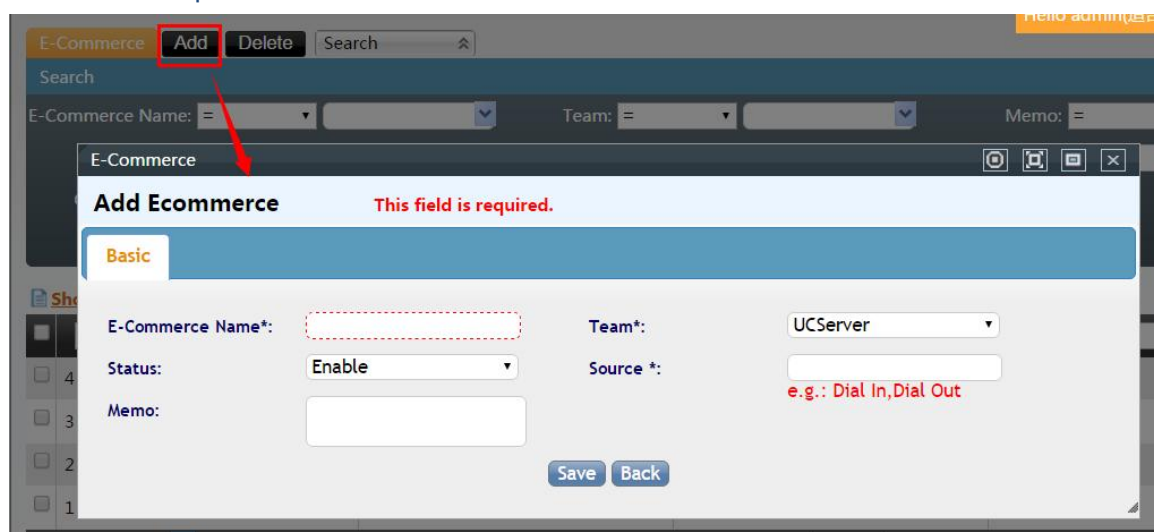 Hello admin(适
E-Commerce Add Delete Search
Search
E-Commerce Name: = Team: = Memo: =
E-Commerce
Add Ecommerce This field is required.
Basic
E-Commerce Name*: Team*: UCServer
Status: Enable Source *:
e.g.: Dial In,Dial Out
Memo:
Save Back
4
3
2
1